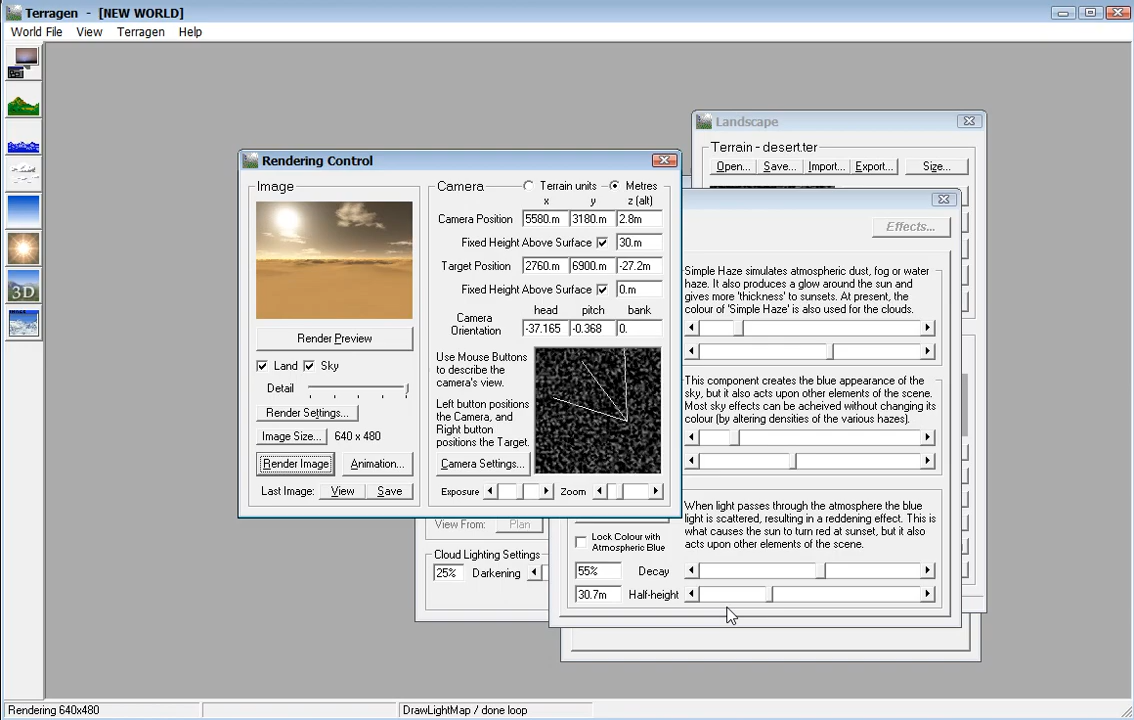 Terragen - [NEW WORLD]
World File View Terragen Help
Landscape
Terrain - desert.ter
Open... Save... Import... Export... Size...
Rendering Control
Image
Render Preview
Land Sky
Detail
Render Settings...
Image Size... 640 x 480
Render Image Animation...
Last Image: View Save
Camera Terrain units Metres
x y z (alt)
Camera Position 5580.m 3180.m 2.8m
Fixed Height Above Surface 30.m
Target Position 2760.m 6900.m -27.2m
Fixed Height Above Surface 0.m
head pitch bank
Camera
Orientation -37.165 -0.368 0.
Use Mouse Buttons
to describe the
camera's view.
Left button positions
the Camera, and
Right button
positions the Target.
Camera Settings...
Exposure Zoom
Effects...
Simple Haze simulates atmospheric dust, fog or water
haze. It also produces a glow around the sun and
gives more 'thickness' to sunsets. At present, the
colour of 'Simple Haze' is also used for the clouds.
This component creates the blue appearance of the
sky, but it also acts upon other elements of the scene.
Most sky effects can be acheived without changing its
colour (by altering densities of the various hazes).
When light passes through the atmosphere the blue
light is scattered, resulting in a reddening effect. This is
what causes the sun to turn red at sunset, but it also
acts upon other elements of the scene.
Lock Colour with
Atmospheric Blue
55% Decay
30.7m Half-height
View From: Plan
Cloud Lighting Settings
25% Darkening
3D
Rendering 640x480 DrawLightMap / done loop